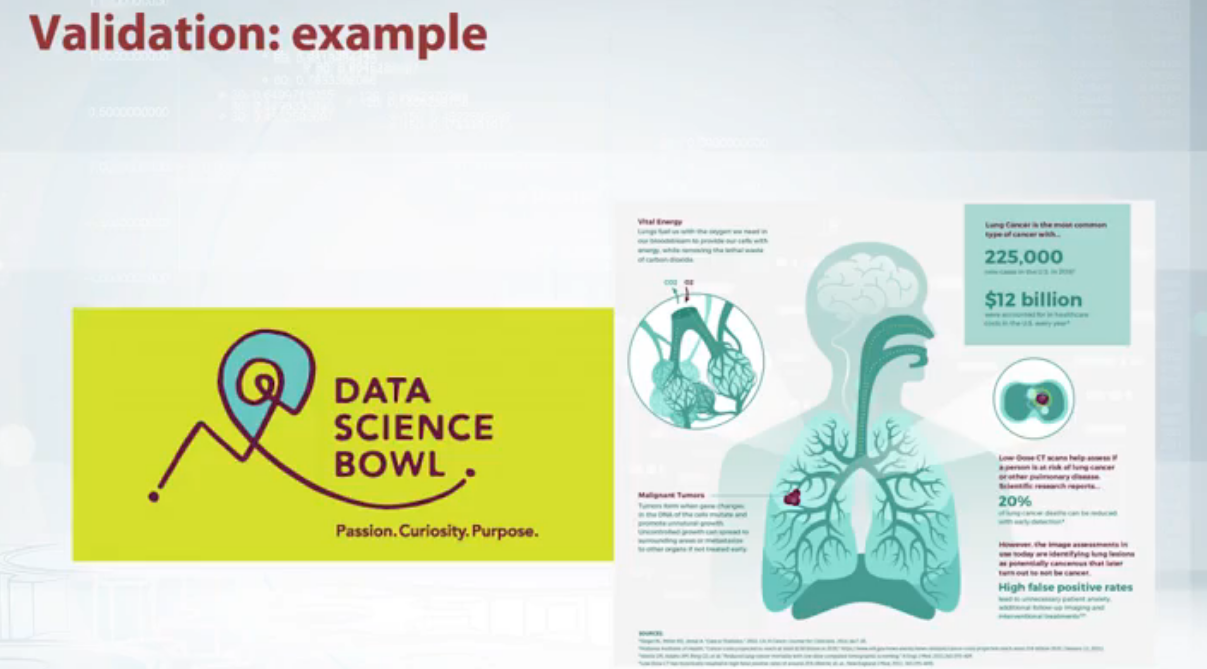 Validation: example
DATA
SCIENCE
BOWL
Passion. Curiosity. Purpose.
Vital Energy
Lungs fuel us with the oxygen we need in
our bloodstream to provide our cells with
energy, while removing the lethal waste
of carbon dioxide.
CO2 O2
Malignant Tumors
Tumors form when gene changes
in the DNA of the cells mutate and
promote unnatural growth.
Uncontrolled growth can spread to
surrounding areas or metastasize
to other organs if not treated early.
Lung Cancer is the most common
type of cancer with...
225,000
new cases in the U.S. in
$12 billion
were accounted for in healthcare
costs in the U.S. every year*
Low-Dose CT scans help assess if
a person is at risk of lung cancer
or other pulmonary disease.
Scientific research reports...
20%
of lung cancer deaths can be reduced
with early detection*
However, the image assessments in
use today are identifying lung lesions
as potentially cancerous that later
turn out to not be cancer.
High false positive rates
lead to unnecessary patient anxiety,
additional follow-up imaging and
interventional treatments
SOURCES
0.5000000000